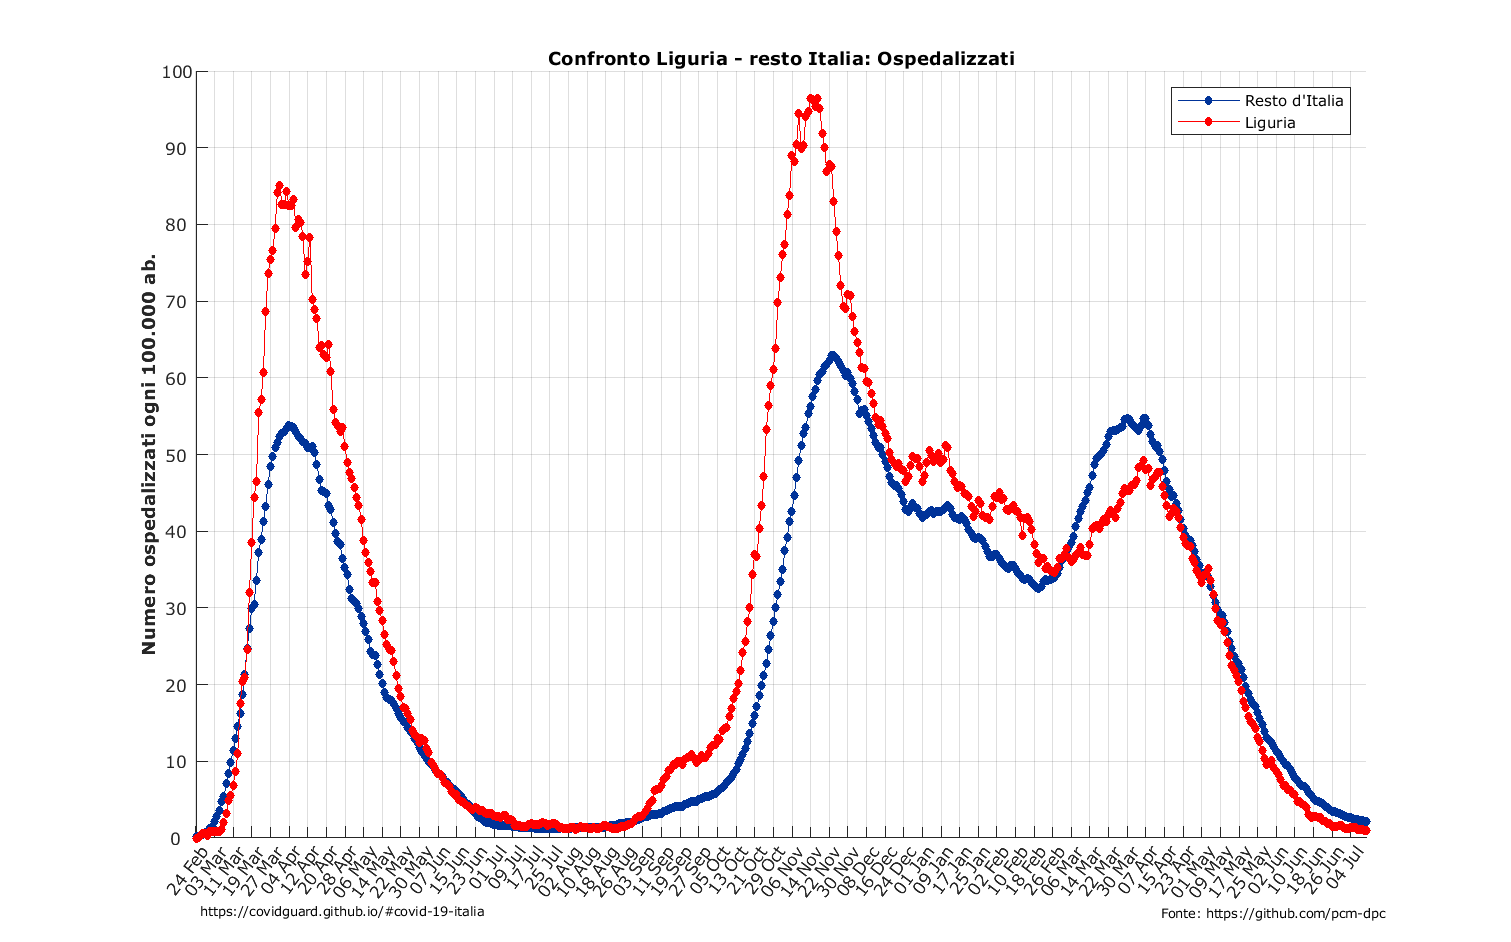 Confronto Liguria - resto Italia: Ospedalizzati
Resto d'Italia
Liguria
Numero ospedalizzati ogni 100.000 ab.
100
90
80
70
60
50
40
30
20
10
0
24 Feb
03 Mar
11 Mar
19 Mar
27 Mar
04 Apr
12 Apr
20 Apr
28 Apr
06 May
14 May
22 May
30 May
07 Jun
15 Jun
23 Jun
01 Jul
09 Jul
17 Jul
25 Jul
02 Aug
10 Aug
18 Aug
26 Aug
03 Sep
11 Sep
19 Sep
27 Sep
05 Oct
13 Oct
21 Oct
29 Oct
06 Nov
14 Nov
22 Nov
30 Nov
08 Dec
16 Dec
24 Dec
01 Jan
09 Jan
17 Jan
25 Jan
02 Feb
10 Feb
18 Feb
26 Feb
06 Mar
14 Mar
22 Mar
30 Mar
07 Apr
15 Apr
23 Apr
01 May
09 May
17 May
25 May
02 Jun
10 Jun
18 Jun
26 Jun
04 Jul
https://covidguard.github.io/#covid-19-italia
Fonte: https://github.com/pcm-dpc